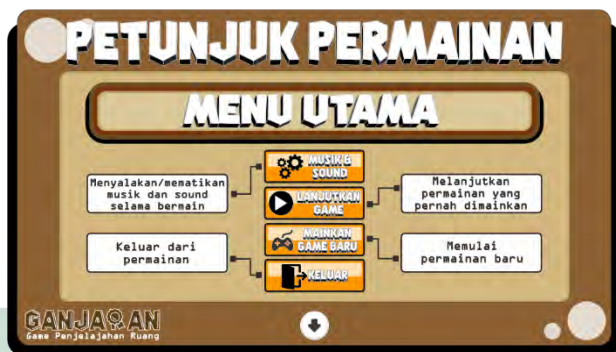 PETUNJUK PERMAINAN
MENU UTAMA
MUSIK &
SOUND
Menyalakan/mematikan
musik dan sound
selama bermain
LANJUTKAN
GAME
Melanjutkan
permainan yang
pernah dimainkan
MAINKAN
GAME BARU
Keluar dari
permainan
Memulai
permainan baru
KELUAR
GANJARAN
Game Penjelajahan Ruang